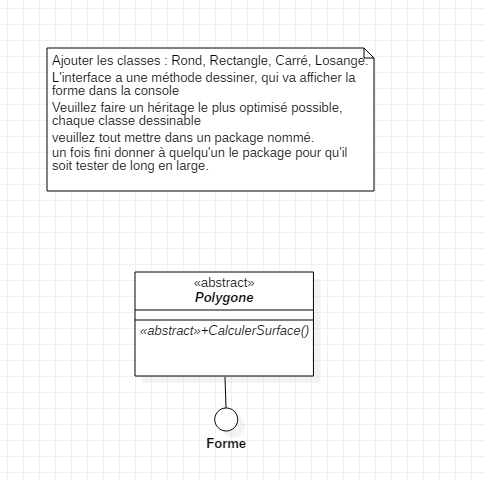 Ajouter les classes : Rond, Rectangle, Carré, Losange.
L'interface a une méthode dessiner, qui va afficher la
forme dans la console
Veuillez faire un héritage le plus optimisé possible,
chaque classe dessinable
veuillez tout mettre dans un package nommé.
un fois fini donner à quelqu'un le package pour qu'il
soit tester de long en large.
«abstract»
Polygone
«abstract»+CalculerSurface()
Forme